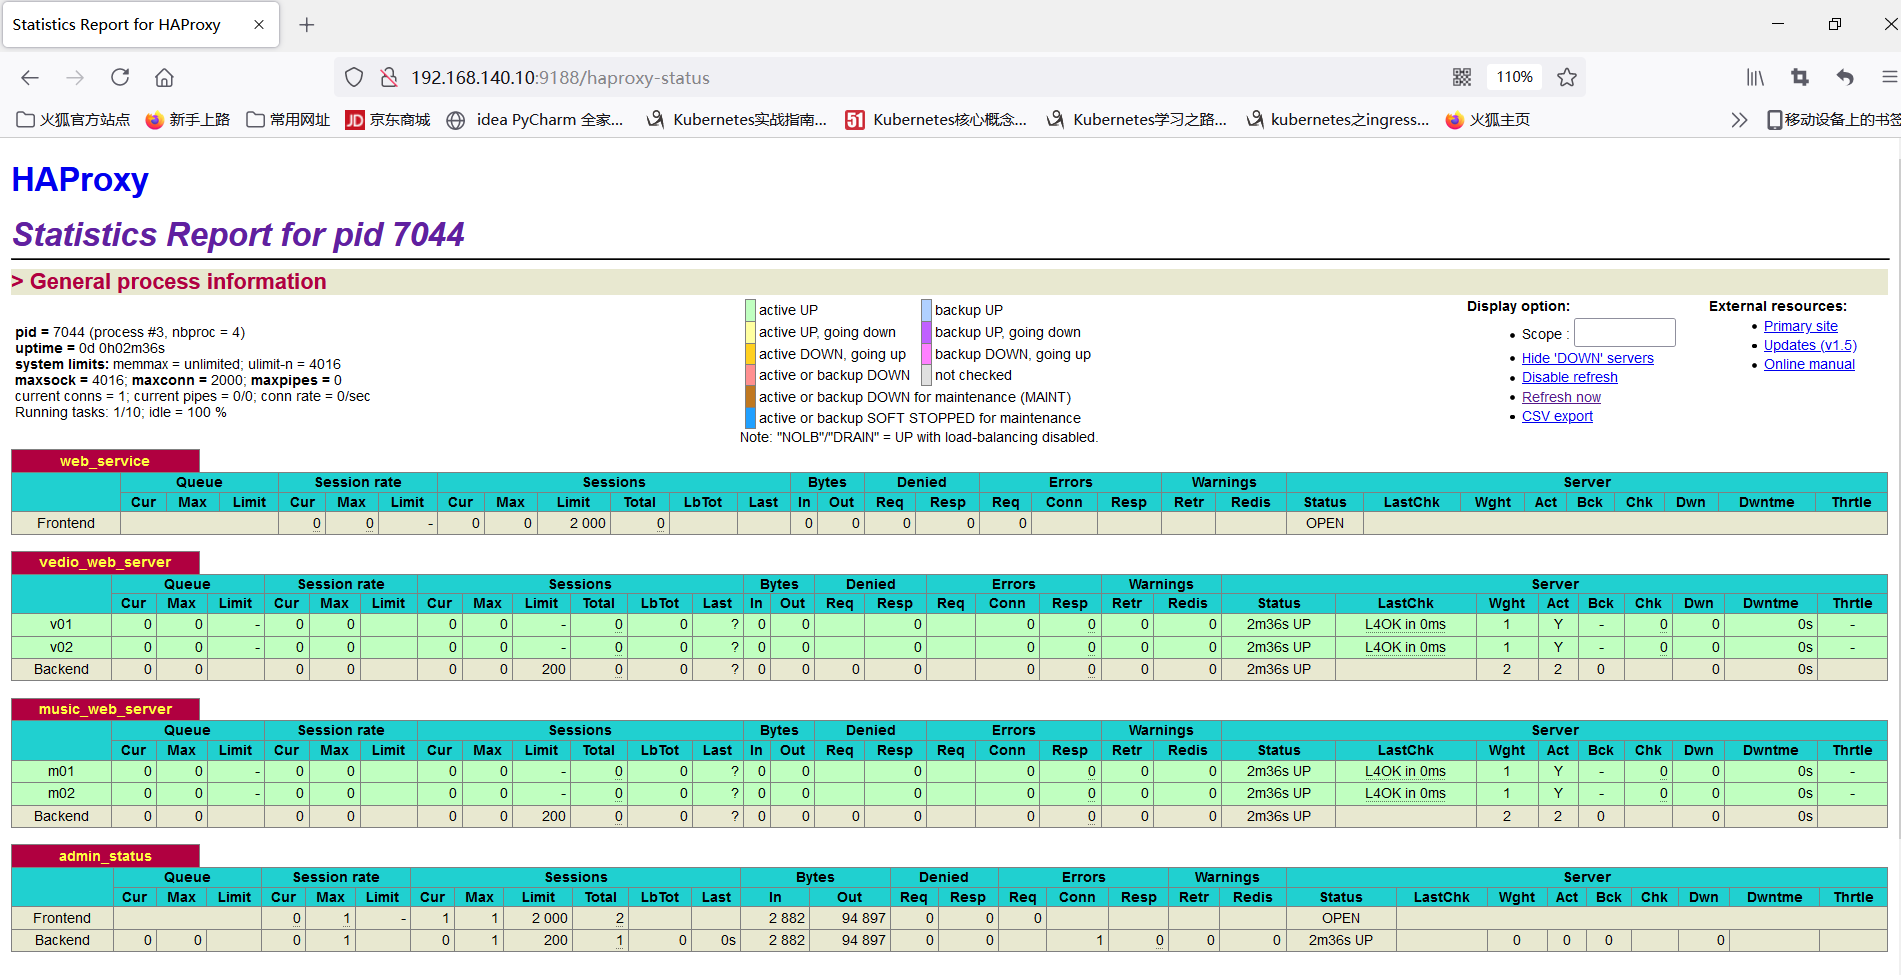 Statistics Report for HAProxy
192.168.140.10:9188/haproxy-status
110%
火狐官方站点 新手上路 常用网址 JD 京东商城 idea PyCharm 全家... Kubernetes实战指南... 51 Kubernetes核心概念... Kubernetes学习之路... kubernetes之ingress... 火狐主页 移动设备上的书签
HAProxy
Statistics Report for pid 7044
> General process information
pid = 7044 (process #3, nbproc = 4)
uptime = 0d 0h02m36s
system limits: memmax = unlimited; ulimit-n = 4016
maxsock = 4016; maxconn = 2000; maxpipes = 0
current conns = 1; current pipes = 0/0; conn rate = 0/sec
Running tasks: 1/10; idle = 100 %
active UP backup UP
active UP, going down backup UP, going down
active DOWN, going up backup DOWN, going up
active or backup DOWN not checked
active or backup DOWN for maintenance (MAINT)
active or backup SOFT STOPPED for maintenance
Note: "NOLB"/"DRAIN" = UP with load-balancing disabled.
Display option:
Scope :
Hide 'DOWN' servers
Disable refresh
Refresh now
CSV export
External resources:
Primary site
Updates (v1.5)
Online manual
web_service
Queue Session rate Sessions Bytes Denied Errors Warnings Server
Cur Max Limit Cur Max Limit Cur Max Limit Total LbTot Last In Out Req Resp Req Conn Resp Retr Redis Status LastChk Wght Act Bck Chk Dwn Dwntme Thrtle
Frontend 0 0 - 0 0 2 000 0 0 0 0 0 0 OPEN
vedio_web_server
Queue Session rate Sessions Bytes Denied Errors Warnings Server
Cur Max Limit Cur Max Limit Cur Max Limit Total LbTot Last In Out Req Resp Req Conn Resp Retr Redis Status LastChk Wght Act Bck Chk Dwn Dwntme Thrtle
v01 0 0 - 0 0 0 0 - 0 0 ? 0 0 0 0 0 0 0 2m36s UP L4OK in 0ms 1 Y - 0 0 0s -
v02 0 0 - 0 0 0 0 - 0 0 ? 0 0 0 0 0 0 0 2m36s UP L4OK in 0ms 1 Y - 0 0 0s -
Backend 0 0 0 0 0 0 200 0 0 ? 0 0 0 0 0 0 0 0 2m36s UP 2 2 0 0 0s
music_web_server
Queue Session rate Sessions Bytes Denied Errors Warnings Server
Cur Max Limit Cur Max Limit Cur Max Limit Total LbTot Last In Out Req Resp Req Conn Resp Retr Redis Status LastChk Wght Act Bck Chk Dwn Dwntme Thrtle
m01 0 0 - 0 0 0 0 - 0 0 ? 0 0 0 0 0 0 0 2m36s UP L4OK in 0ms 1 Y - 0 0 0s -
m02 0 0 - 0 0 0 0 - 0 0 ? 0 0 0 0 0 0 0 2m36s UP L4OK in 0ms 1 Y - 0 0 0s -
Backend 0 0 0 0 0 0 200 0 0 ? 0 0 0 0 0 0 0 0 2m36s UP 2 2 0 0 0s
admin_status
Queue Session rate Sessions Bytes Denied Errors Warnings Server
Cur Max Limit Cur Max Limit Cur Max Limit Total LbTot Last In Out Req Resp Req Conn Resp Retr Redis Status LastChk Wght Act Bck Chk Dwn Dwntme Thrtle
Frontend 0 1 - 1 1 2 000 2 2 882 94 897 0 0 0 OPEN
Backend 0 0 0 1 0 1 200 1 0 0s 2 882 94 897 0 0 1 0 0 0 2m36s UP 0 0 0 0